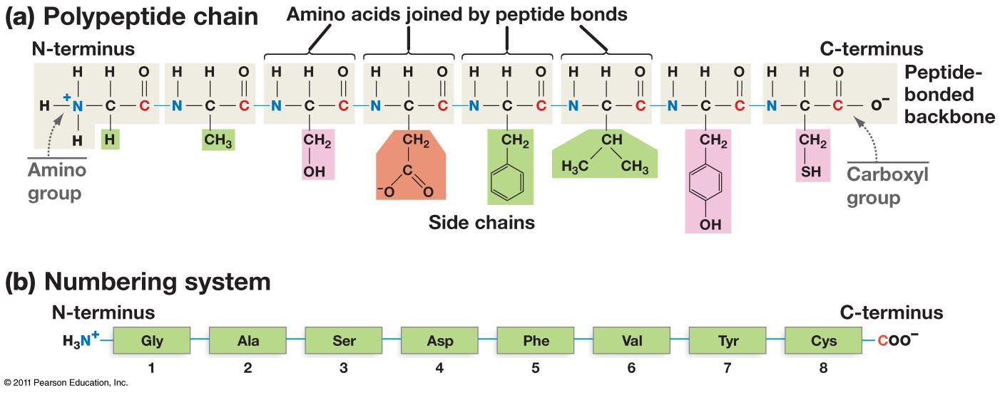 (a) Polypeptide chain
Amino acids joined by peptide bonds
N-terminus
C-terminus
H H O H H O H H O H H O H H O H H O H H O H H O
Peptide-
bonded
backbone
H N+ C C N C C N C C N C C N C C N C C N C C N C C O−
H H CH3 CH2 CH2 CH2 CH CH2 CH2
OH C H3C CH3 SH
−O O
OH
Amino
group
Carboxyl
group
Side chains
(b) Numbering system
N-terminus
C-terminus
H3N+ Gly Ala Ser Asp Phe Val Tyr Cys COO−
1 2 3 4 5 6 7 8
© 2011 Pearson Education, Inc.